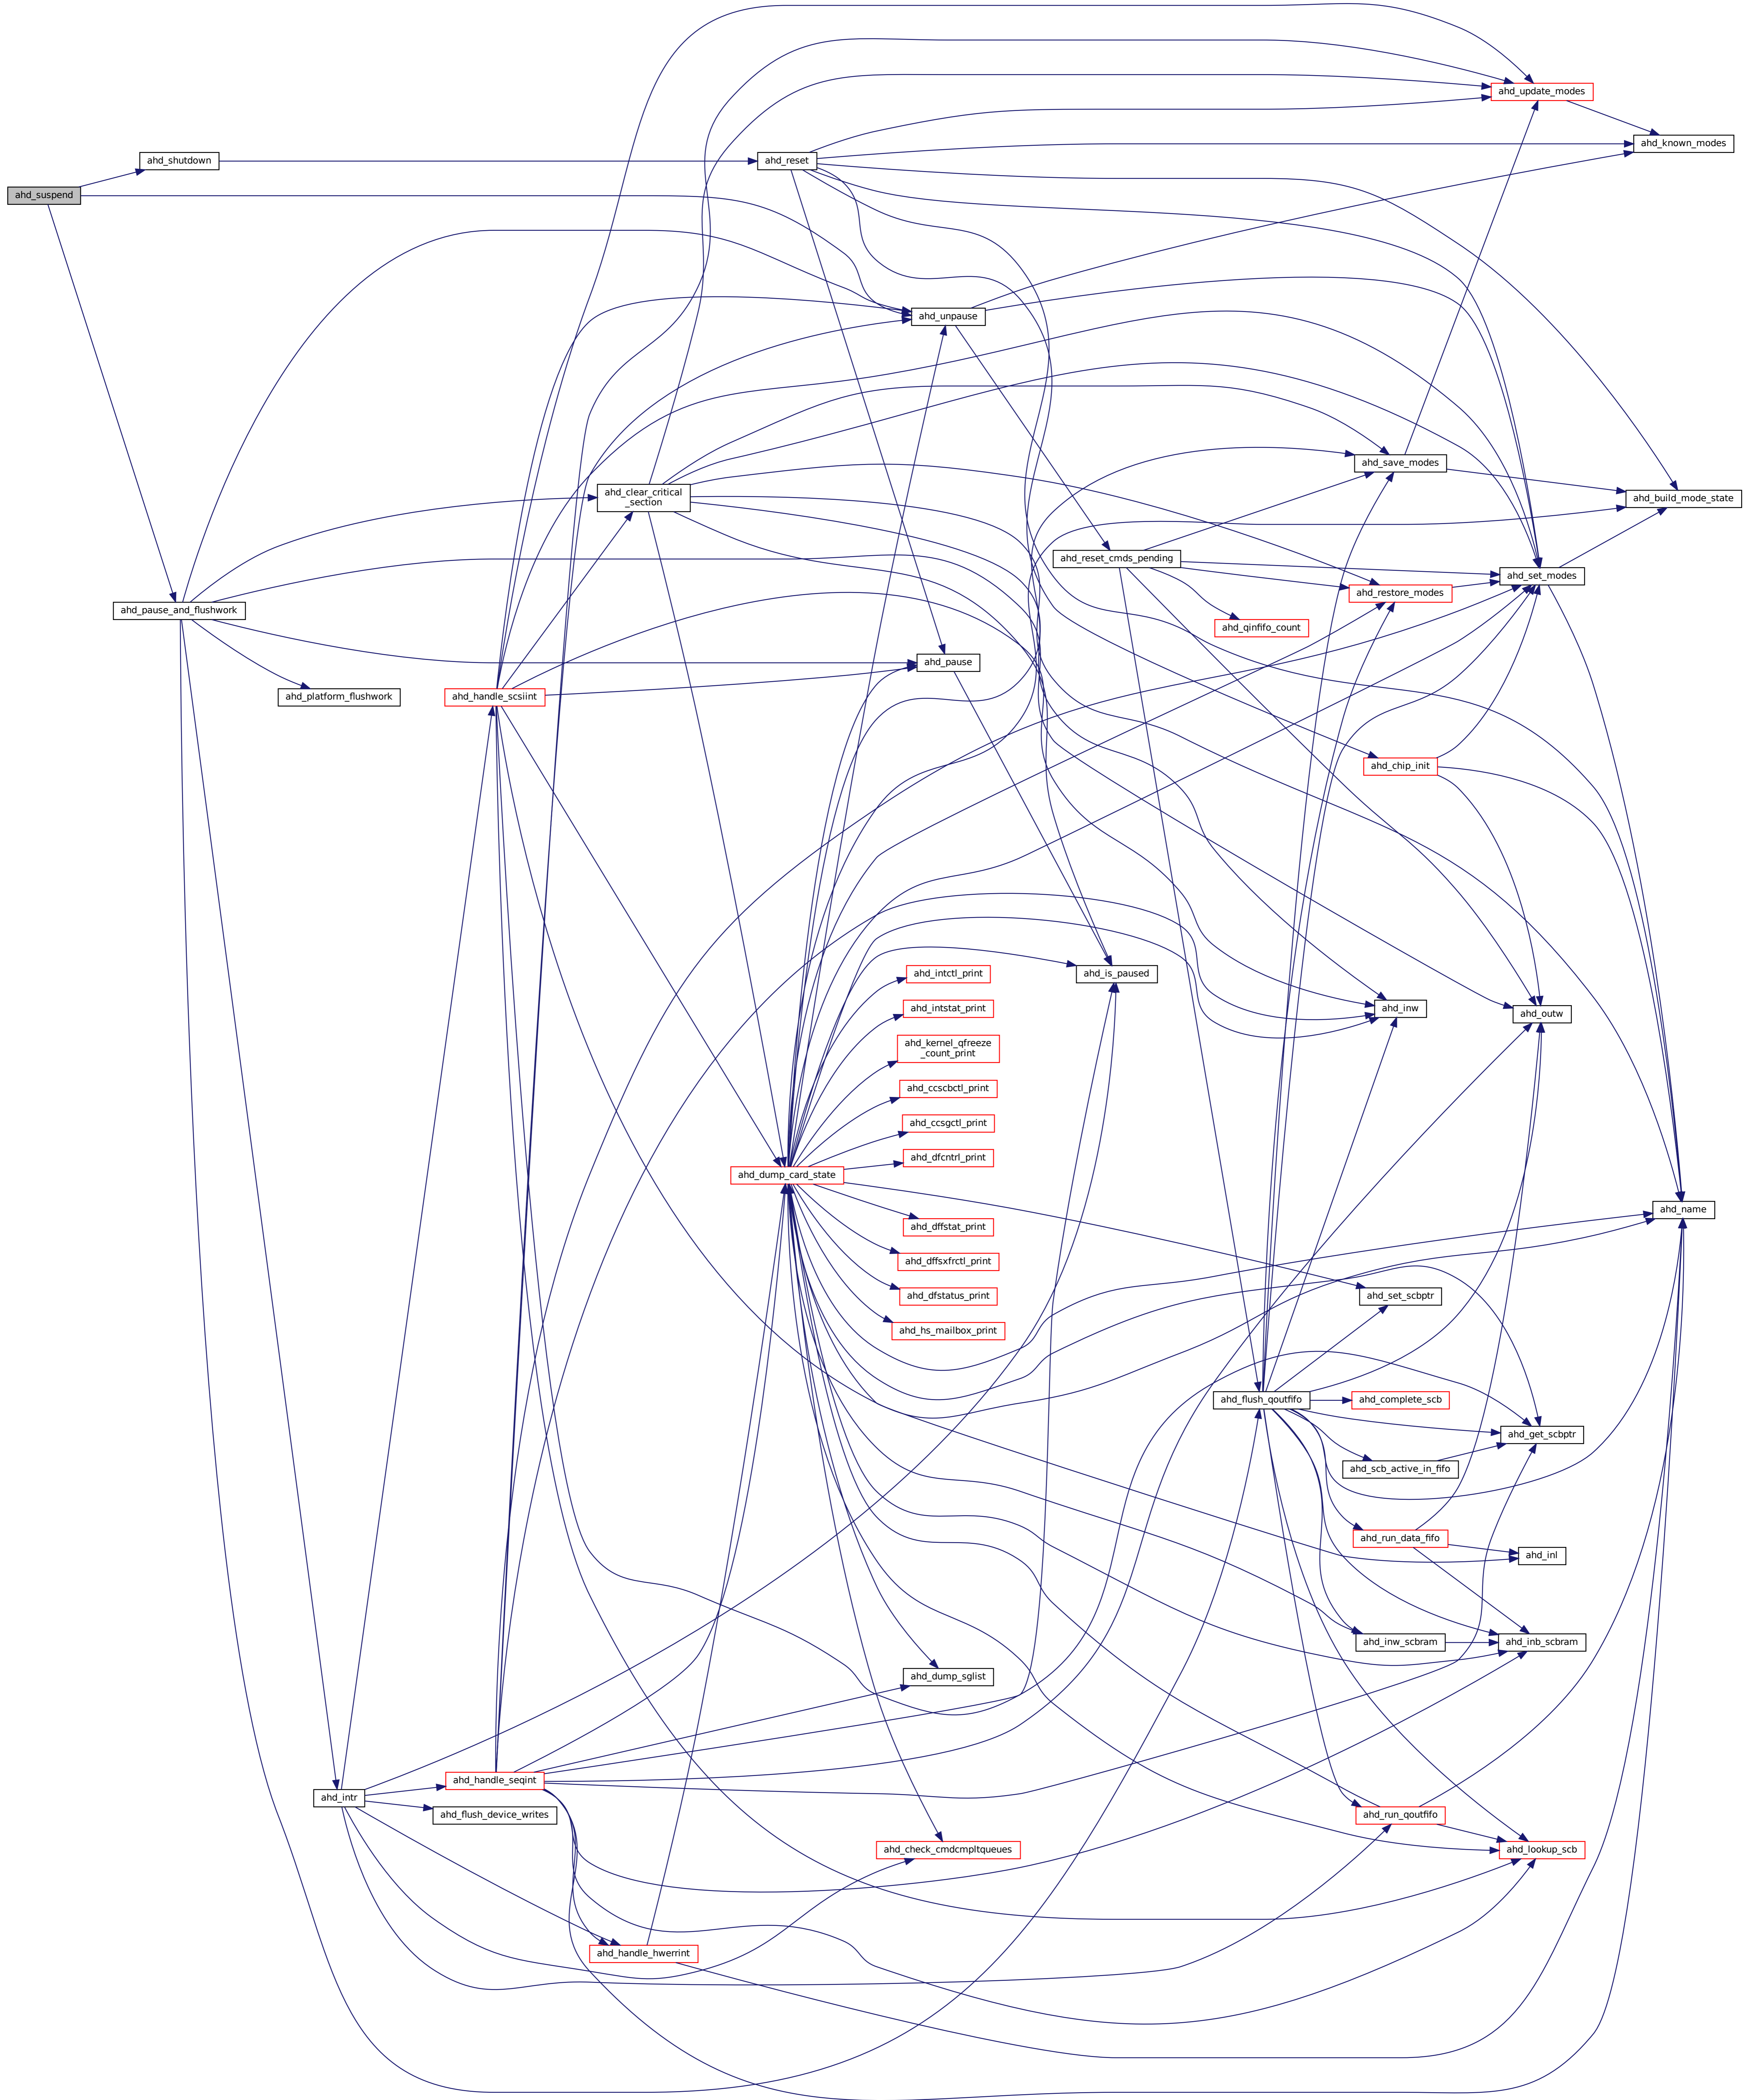 ahd_update_modes
ahd_known_modes
ahd_shutdown
ahd_reset
ahd_suspend
ahd_unpause
ahd_save_modes
ahd_clear_critical
_section
ahd_build_mode_state
ahd_reset_cmds_pending
ahd_set_modes
ahd_restore_modes
ahd_pause_and_flushwork
ahd_qinfifo_count
ahd_pause
ahd_platform_flushwork
ahd_handle_scsiint
ahd_chip_init
ahd_intctl_print
ahd_is_paused
ahd_intstat_print
ahd_inw
ahd_outw
ahd_kernel_qfreeze
_count_print
ahd_ccscbctl_print
ahd_ccsgctl_print
ahd_dfcntrl_print
ahd_dump_card_state
ahd_name
ahd_dffstat_print
ahd_dffsxfrctl_print
ahd_dfstatus_print
ahd_set_scbptr
ahd_hs_mailbox_print
ahd_flush_qoutfifo
ahd_complete_scb
ahd_get_scbptr
ahd_scb_active_in_fifo
ahd_run_data_fifo
ahd_inl
ahd_inw_scbram
ahd_inb_scbram
ahd_dump_sglist
ahd_handle_seqint
ahd_intr
ahd_flush_device_writes
ahd_run_qoutfifo
ahd_check_cmdcmpltqueues
ahd_lookup_scb
ahd_handle_hwerrint